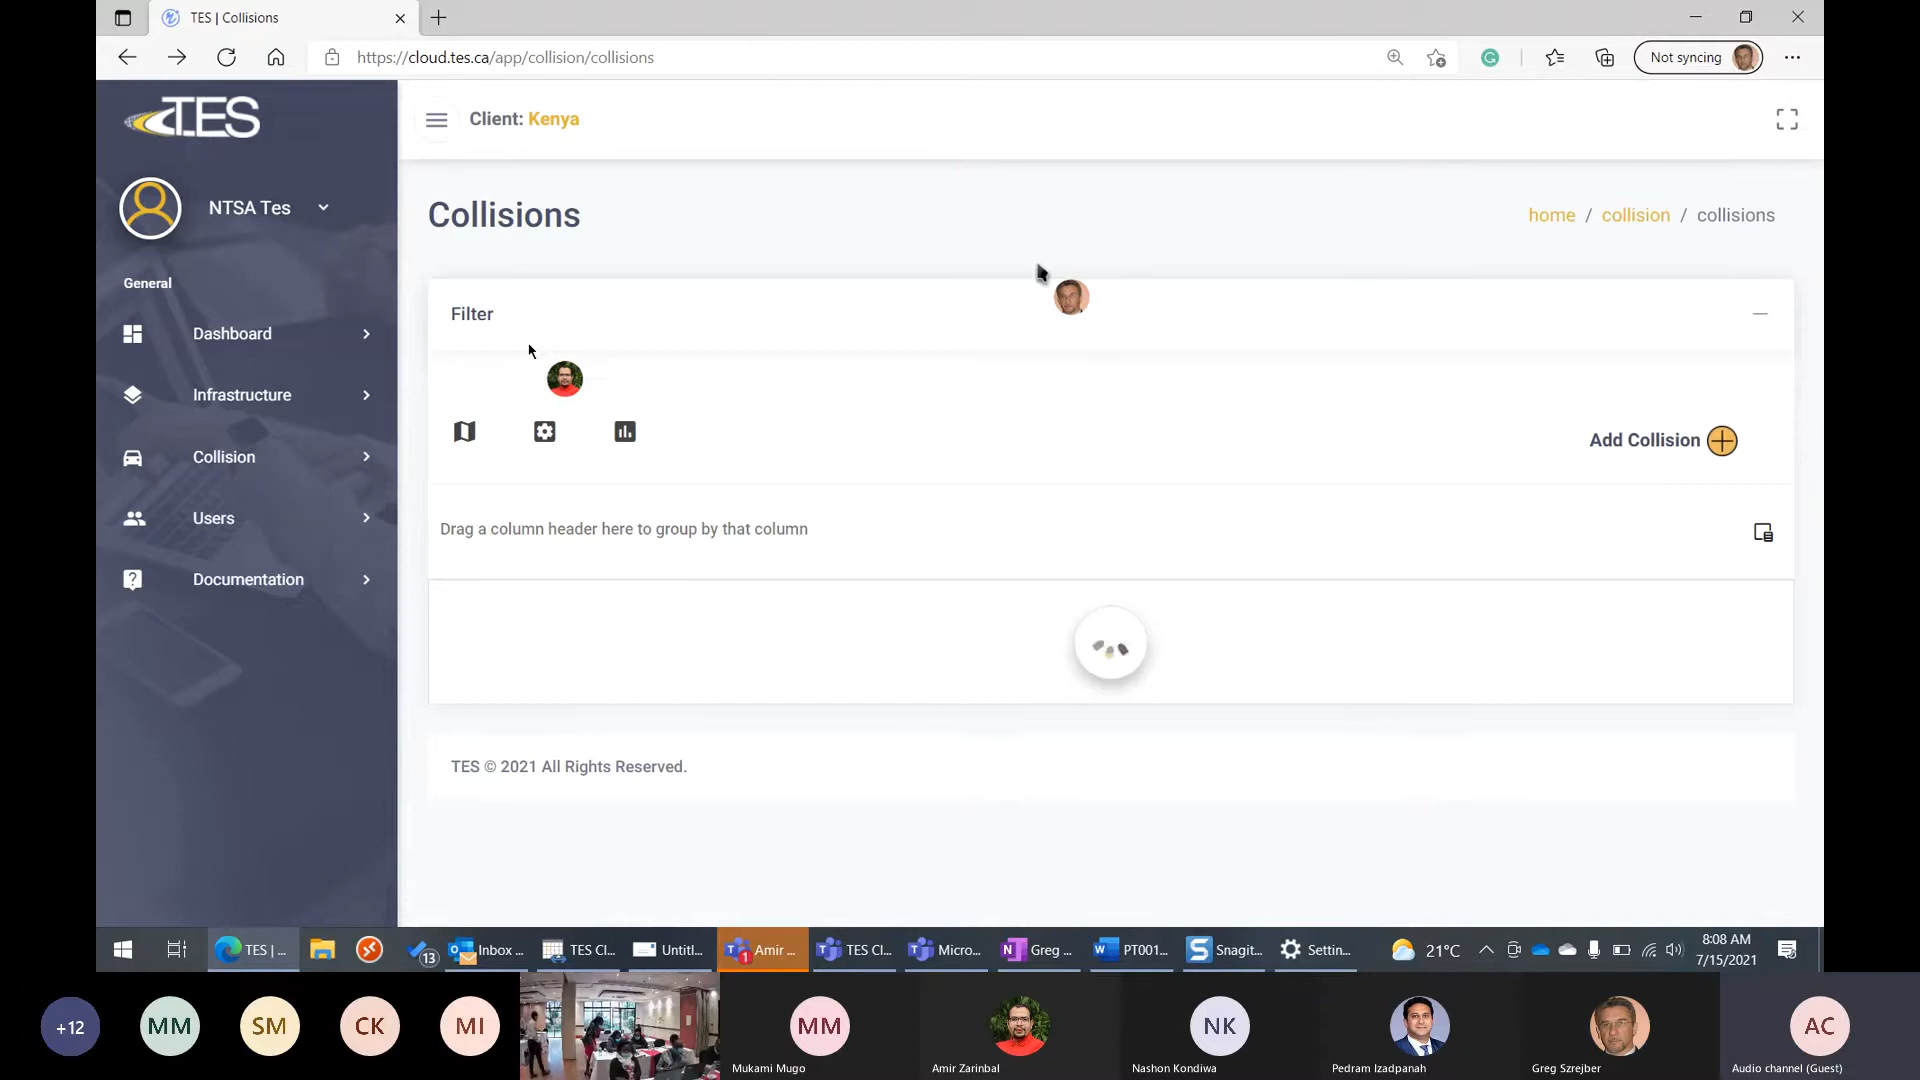 TES | Collisions
https://cloud.tes.ca/app/collision/collisions
Not syncing
TES
Client: Kenya
NTSA Tes
Collisions
home / collision / collisions
General
Filter
Dashboard
Infrastructure
Add Collision
Collision
Users
Drag a column header here to group by that column
Documentation
TES © 2021 All Rights Reserved.
TES | ...
13
Inbox ...
TES Cl...
Untitl...
1
Amir ...
TES Cl...
Micro...
Greg ...
PT001...
Snagit...
Settin...
21°C
8:08 AM
7/15/2021
+12
MM
SM
CK
MI
MM
NK
AC
Mukami Mugo
Amir Zarinbal
Nashon Kondiwa
Pedram Izadpanah
Greg Szrejber
Audio channel (Guest)